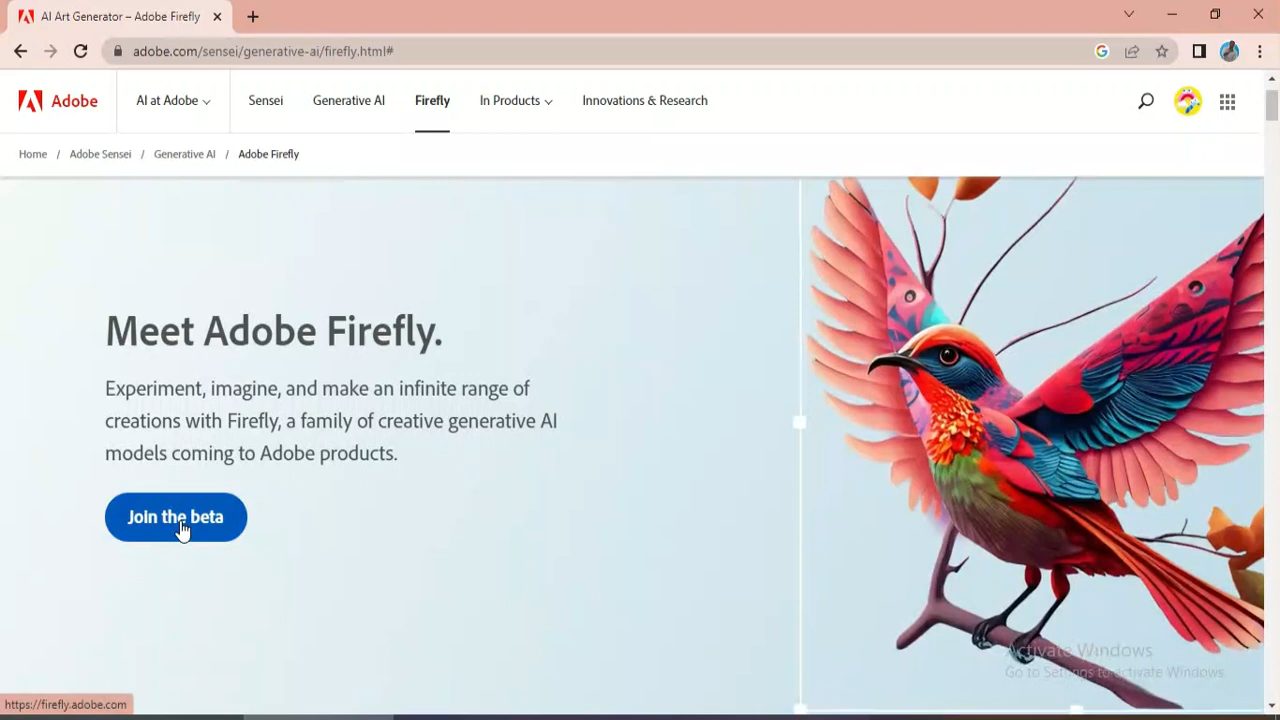 AI Art Generator – Adobe Firefly
adobe.com/sensei/generative-ai/firefly.html#
Adobe
AI at Adobe
Sensei
Generative AI
Firefly
In Products
Innovations & Research
Home / Adobe Sensei / Generative AI / Adobe Firefly
Meet Adobe Firefly.
Experiment, imagine, and make an infinite range of
creations with Firefly, a family of creative generative AI
models coming to Adobe products.
Join the beta
Activate Windows
Go to Settings to activate Windows.
https://firefly.adobe.com